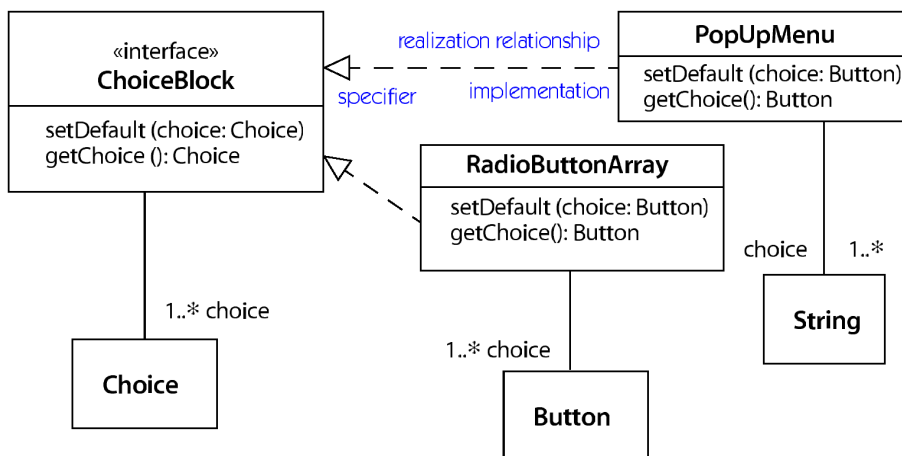 «interface»
ChoiceBlock
setDefault (choice: Choice)
getChoice (): Choice
realization relationship
specifier
implementation
PopUpMenu
setDefault (choice: Button)
getChoice(): Button
RadioButtonArray
setDefault (choice: Button)
getChoice(): Button
choice 1..*
String
1..* choice
Choice
1..* choice
Button